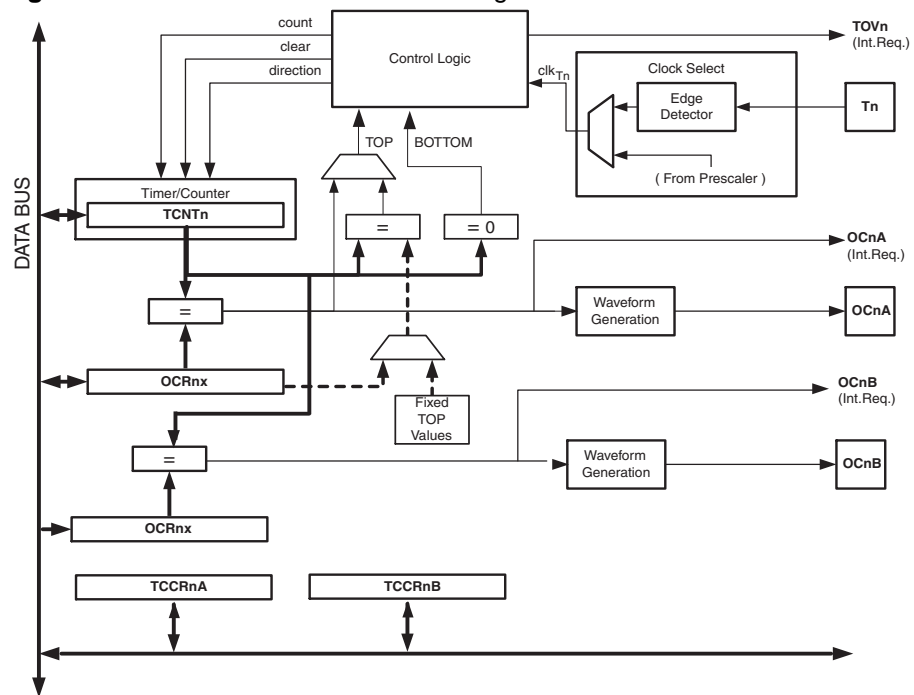 count
clear
direction
Control Logic
TOVn
(Int.Req.)
clkTn
Clock Select
Edge
Detector
Tn
( From Prescaler )
TOP
BOTTOM
DATA BUS
Timer/Counter
TCNTn
=
= 0
OCnA
(Int.Req.)
=
Waveform
Generation
OCnA
OCRnx
Fixed
TOP
Values
OCnB
(Int.Req.)
=
Waveform
Generation
OCnB
OCRnx
TCCRnA
TCCRnB